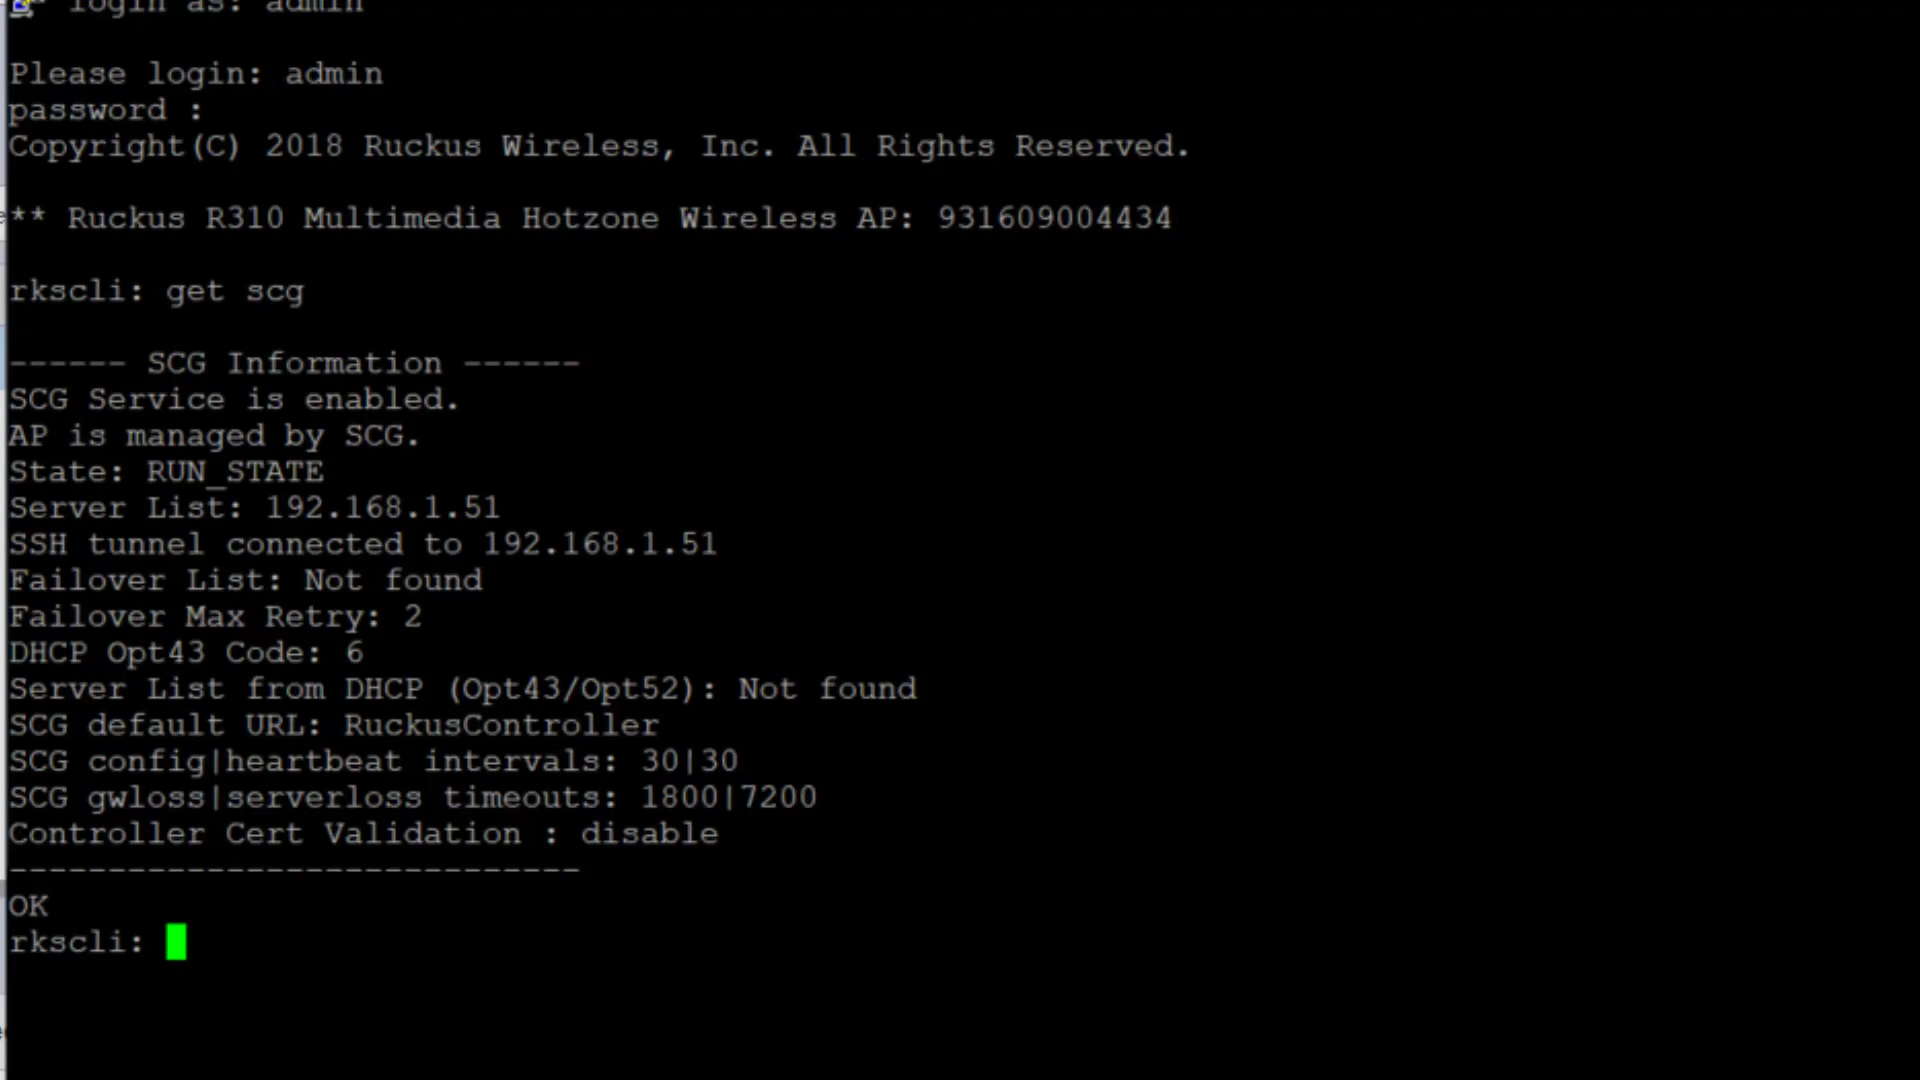 login as: admin
Please login: admin
password :
Copyright(C) 2018 Ruckus Wireless, Inc. All Rights Reserved.
** Ruckus R310 Multimedia Hotzone Wireless AP: 931609004434
rkscli: get scg
------ SCG Information ------
SCG Service is enabled.
AP is managed by SCG.
State: RUN_STATE
Server List: 192.168.1.51
SSH tunnel connected to 192.168.1.51
Failover List: Not found
Failover Max Retry: 2
DHCP Opt43 Code: 6
Server List from DHCP (Opt43/Opt52): Not found
SCG default URL: RuckusController
SCG config|heartbeat intervals: 30|30
SCG gwloss|serverloss timeouts: 1800|7200
Controller Cert Validation : disable
-----------------------------
OK
rkscli: